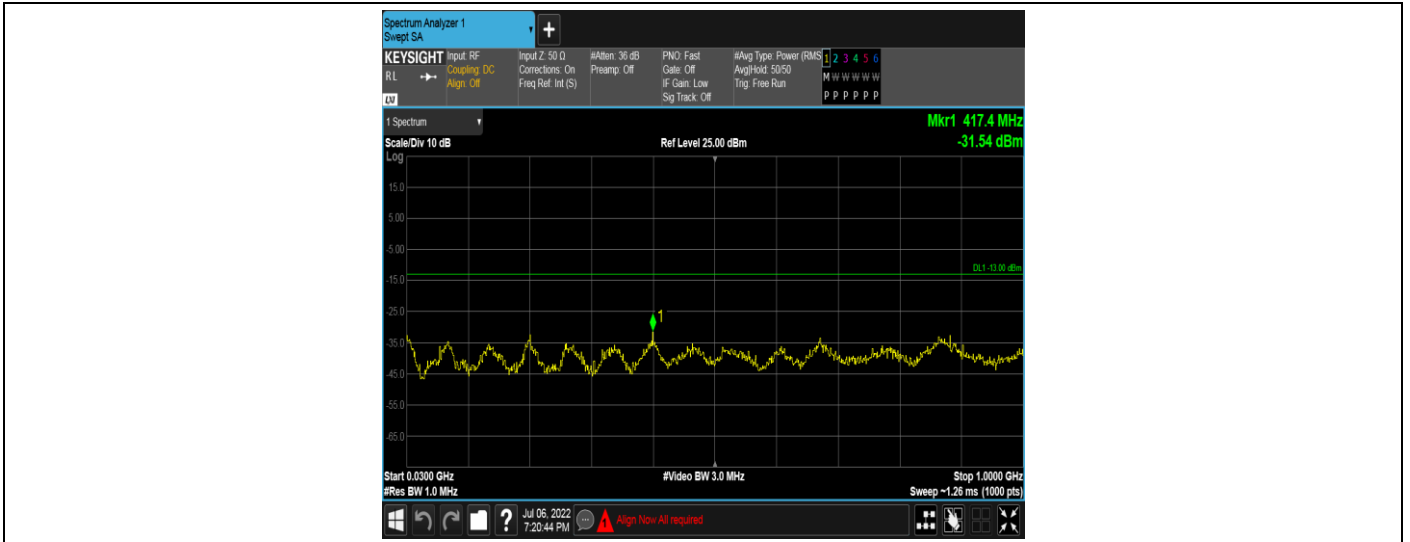 Spectrum Analyzer 1
Swept SA
+
KEYSIGHT Input: RF Input Z: 50 Ω #Atten: 36 dB PNO: Fast #Avg Type: Power (RMS 1 2 3 4 5 6
RL Coupling: DC Corrections: On Preamp: Off Gate: Off Avg|Hold: 50/50 M W W W W W
Align: Off Freq Ref: Int (S) IF Gain: Low Trig: Free Run
LXI Sig Track: Off P P P P P P
1 Spectrum Mkr1 417.4 MHz
Scale/Div 10 dB Ref Level 25.00 dBm -31.54 dBm
Log
15.0
5.00
-5.00
DL1 -13.00 dBm
-15.0
-25.0
1
-35.0
-45.0
-55.0
-65.0
Start 0.0300 GHz #Video BW 3.0 MHz Stop 1.0000 GHz
#Res BW 1.0 MHz Sweep ~1.26 ms (1000 pts)
? Jul 06, 2022 Align Now All required
7:20:44 PM